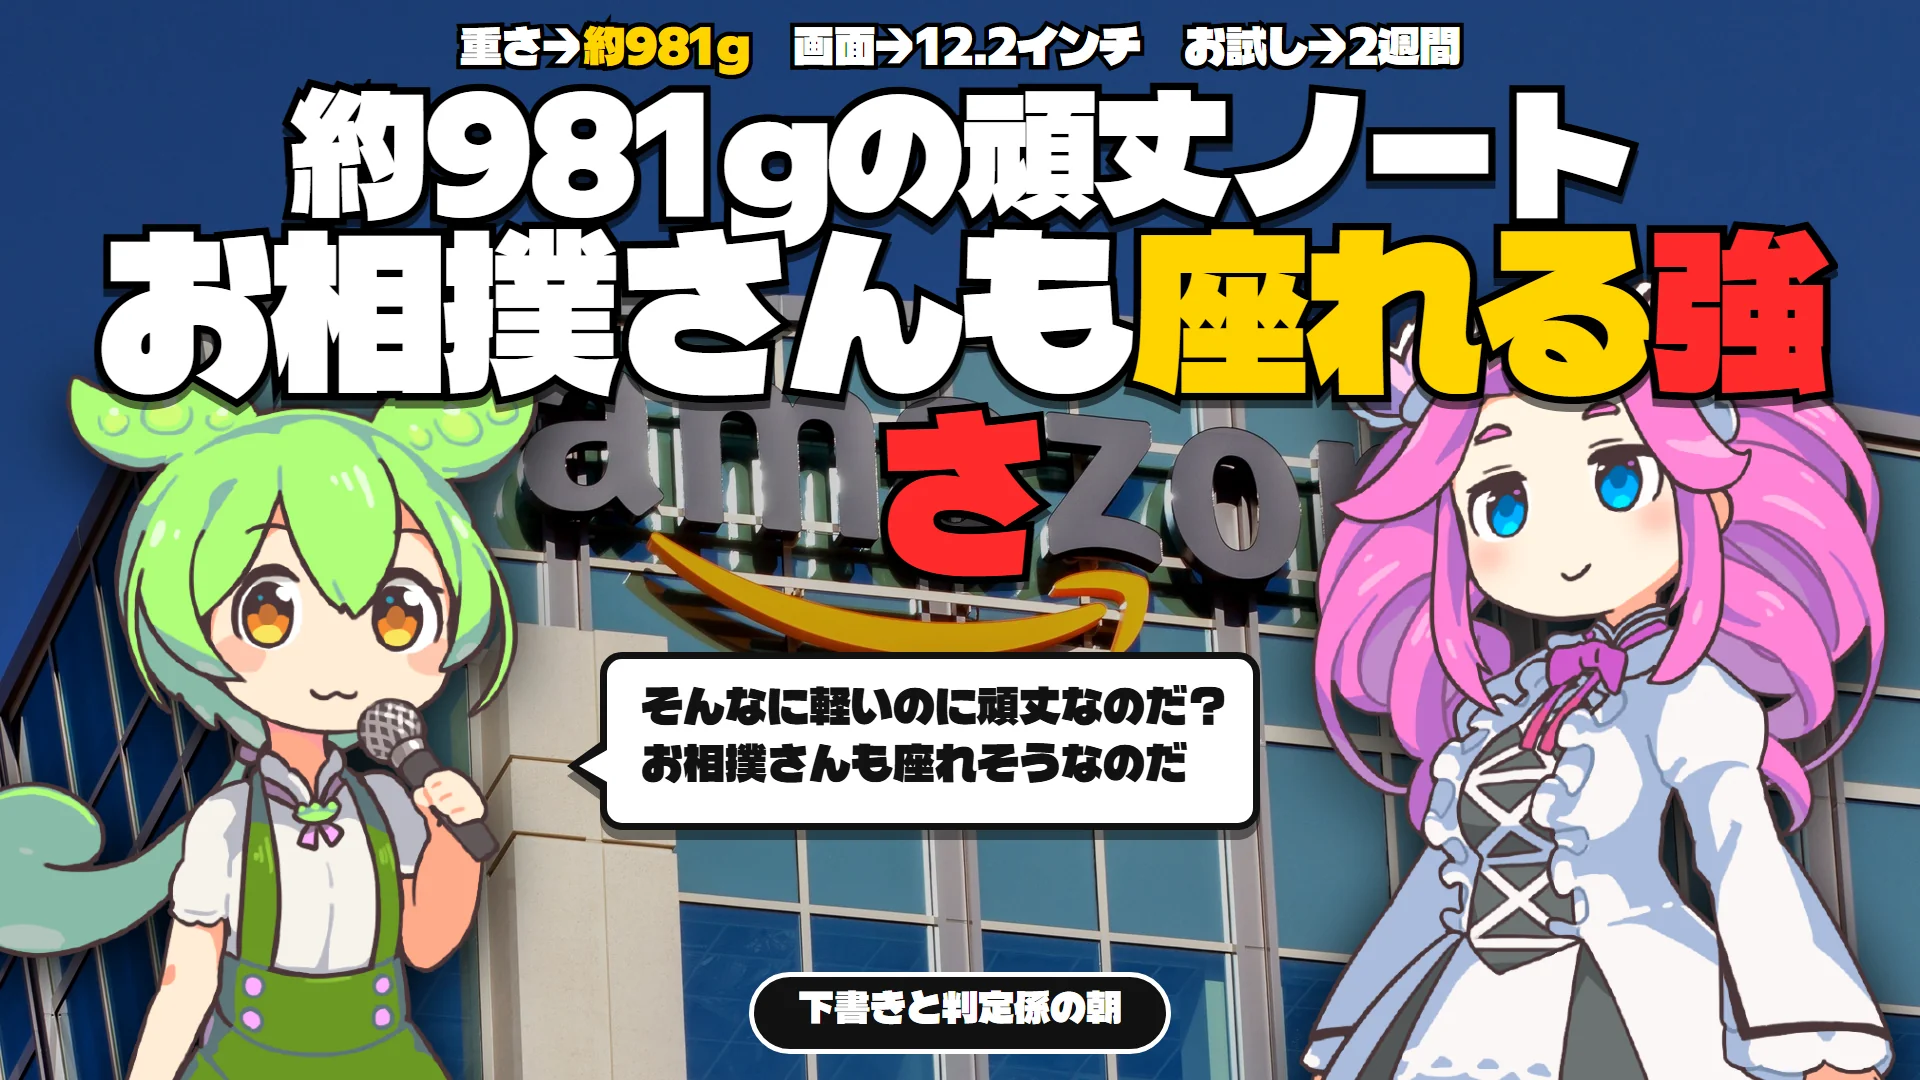 重さ→約981g 画面→12.2インチ お試し→2週間
約981gの頑丈ノート
お相撲さんも座れる強
さ
amazon
そんなに軽いのに頑丈なのだ？
お相撲さんも座れそうなのだ
下書きと判定係の朝